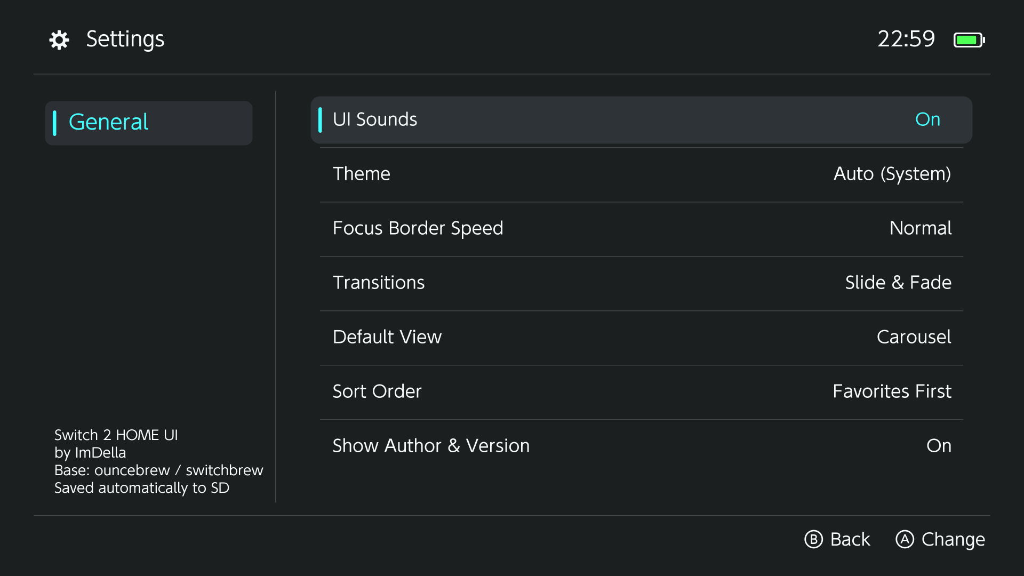 Settings
22:59
General
UI Sounds On
Theme Auto (System)
Focus Border Speed Normal
Transitions Slide & Fade
Default View Carousel
Sort Order Favorites First
Show Author & Version On
Switch 2 HOME UI
by ImDella
Base: ouncebrew / switchbrew
Saved automatically to SD
B Back A Change